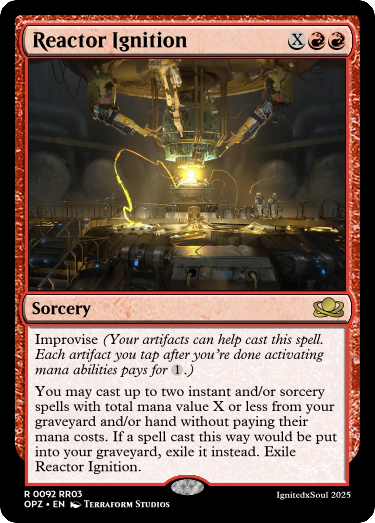 Reactor Ignition X
Sorcery
Improvise (Your artifacts can help cast this spell.
Each artifact you tap after you're done activating
mana abilities pays for 1.)
You may cast up to two instant and/or sorcery
spells with total mana value X or less from your
graveyard and/or hand without paying their
mana costs. If a spell cast this way would be put
into your graveyard, exile it instead. Exile
Reactor Ignition.
R 0092 RR03
OPZ • EN Terraform Studios
IgnitedxSoul 2025